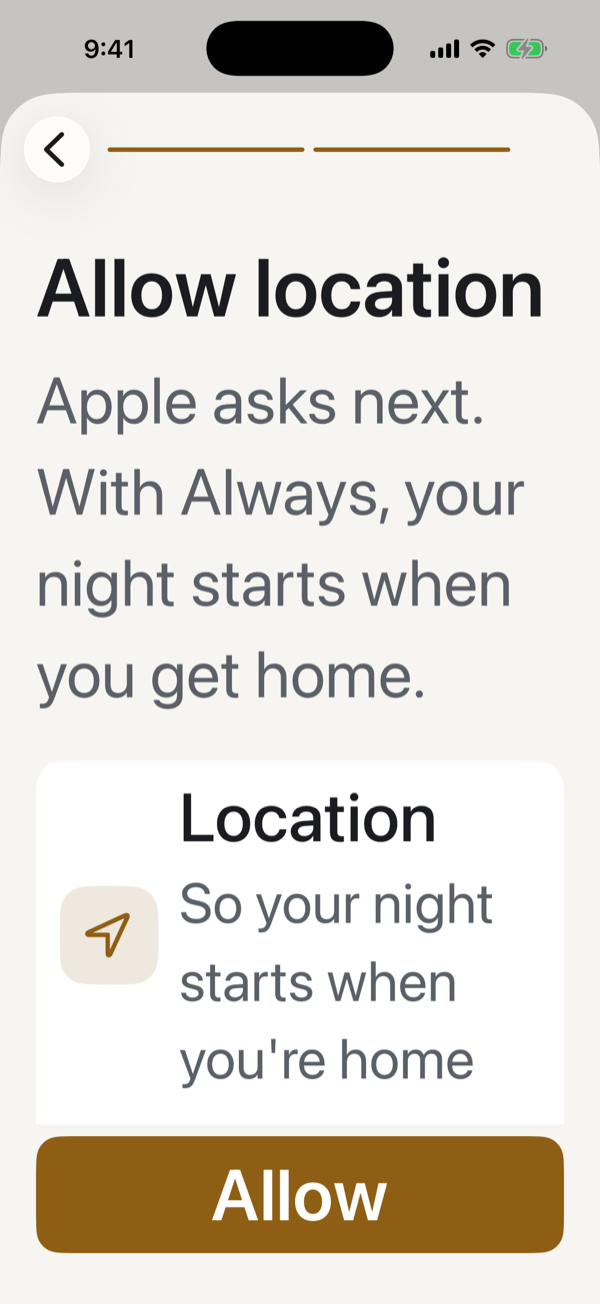 9:41
Allow location
Apple asks next.
With Always, your
night starts when
you get home.
Location
So your night
starts when
you're home
Allow